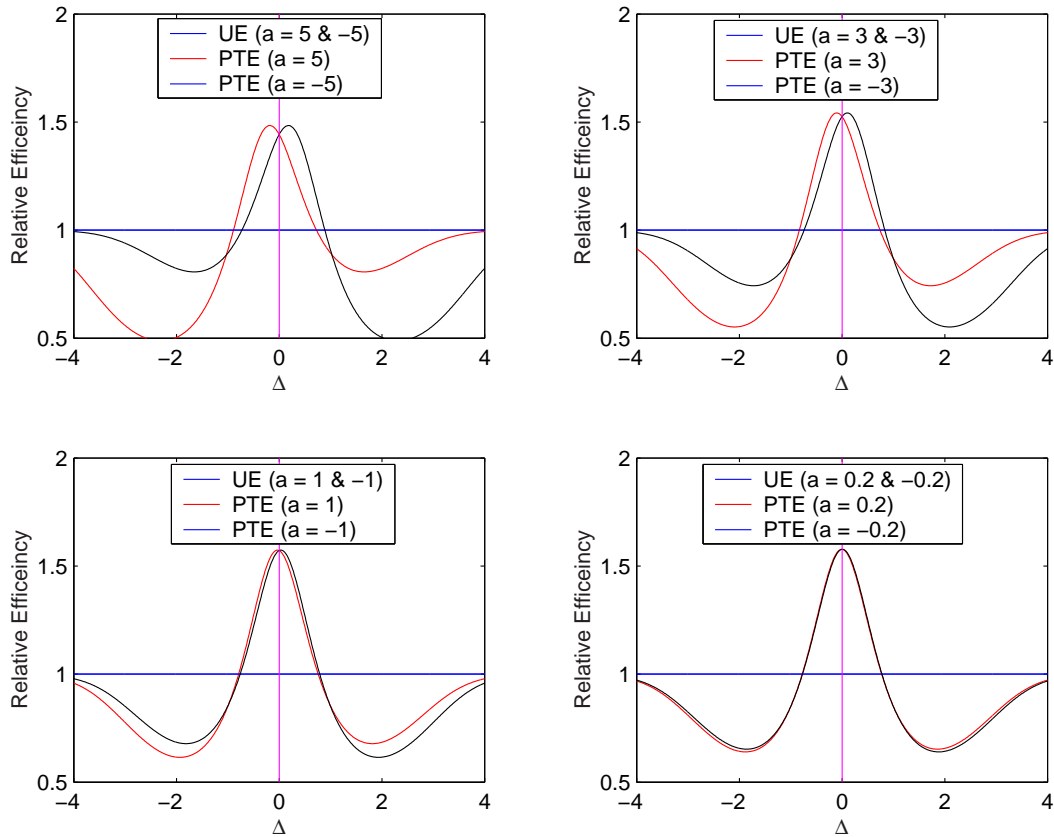 2
1.5
1
0.5
Relative Efficeincy
UE (a = 5 & −5)
PTE (a = 5)
PTE (a = −5)
−4 −2 0 2 4
Δ
2
1.5
1
0.5
Relative Efficeincy
UE (a = 3 & −3)
PTE (a = 3)
PTE (a = −3)
−4 −2 0 2 4
Δ
2
1.5
1
0.5
Relative Efficeincy
UE (a = 1 & −1)
PTE (a = 1)
PTE (a = −1)
−4 −2 0 2 4
Δ
2
1.5
1
0.5
Relative Efficeincy
UE (a = 0.2 & −0.2)
PTE (a = 0.2)
PTE (a = −0.2)
−4 −2 0 2 4
Δ